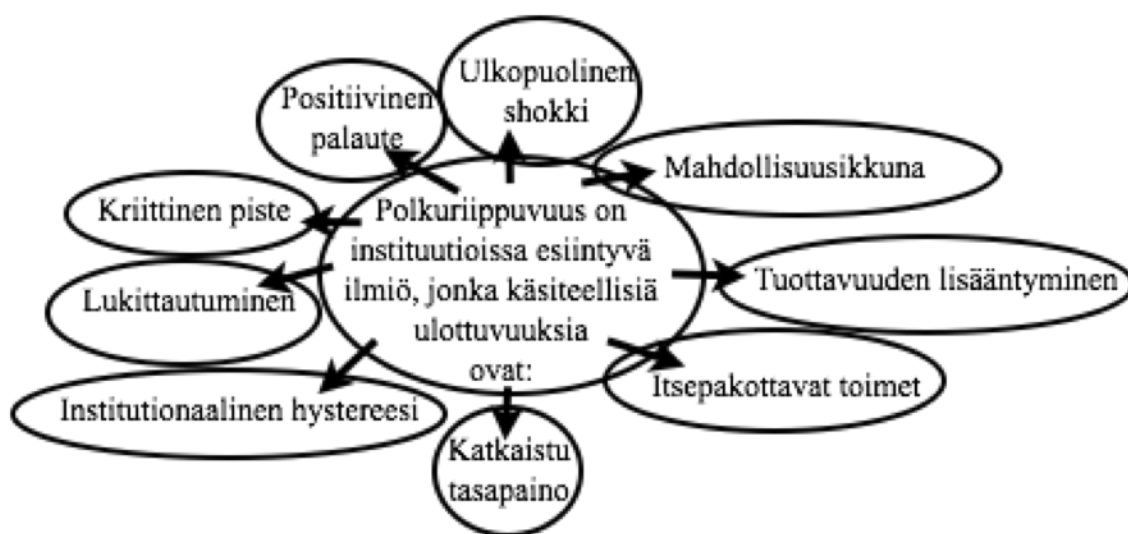 Ulkopuolinen
shokki
Positiivinen
palaute
Mahdollisuusikkuna
Kriittinen piste
Polkuriippuvuus on
instituutioissa esiintyvä
ilmiö, jonka käsiteellisiä
ulottuvuuksia
ovat:
Tuottavuuden lisääntyminen
Lukittautuminen
Itsepakottavat toimet
Institutionaalinen hystereesi
Katkaistu
tasapaino